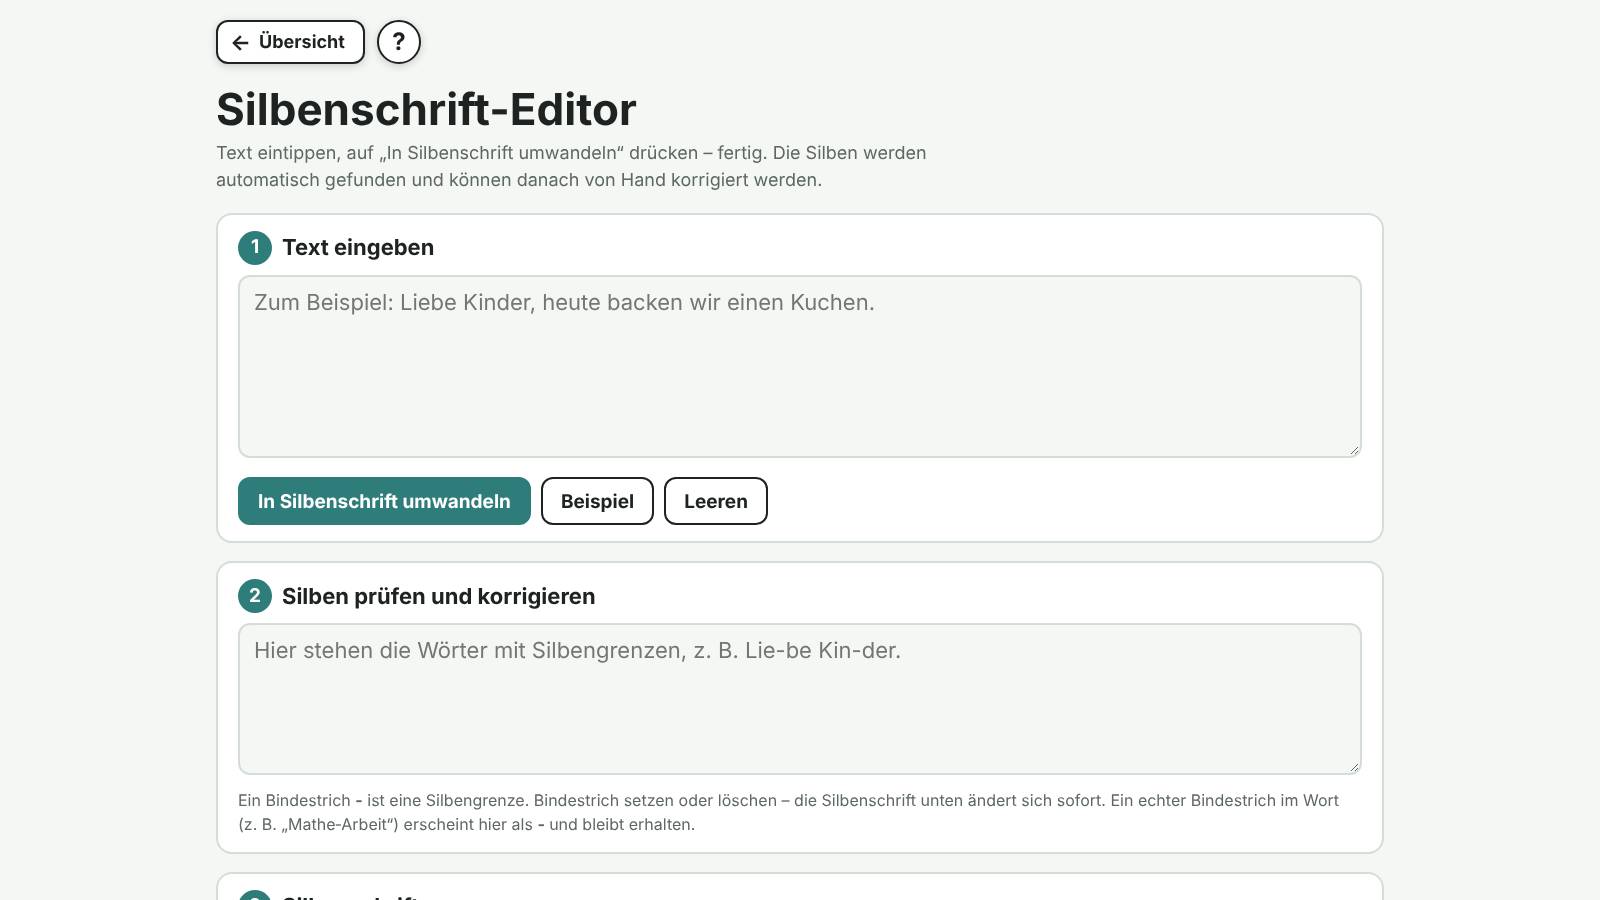 ← Übersicht
?
Silbenschrift-Editor
Text eintippen, auf „In Silbenschrift umwandeln“ drücken – fertig. Die Silben werden
automatisch gefunden und können danach von Hand korrigiert werden.
1 Text eingeben
Zum Beispiel: Liebe Kinder, heute backen wir einen Kuchen.
In Silbenschrift umwandeln Beispiel Leeren
2 Silben prüfen und korrigieren
Hier stehen die Wörter mit Silbengrenzen, z. B. Lie-be Kin-der.
Ein Bindestrich - ist eine Silbengrenze. Bindestrich setzen oder löschen – die Silbenschrift unten ändert sich sofort. Ein echter Bindestrich im Wort
(z. B. „Mathe-Arbeit“) erscheint hier als - und bleibt erhalten.